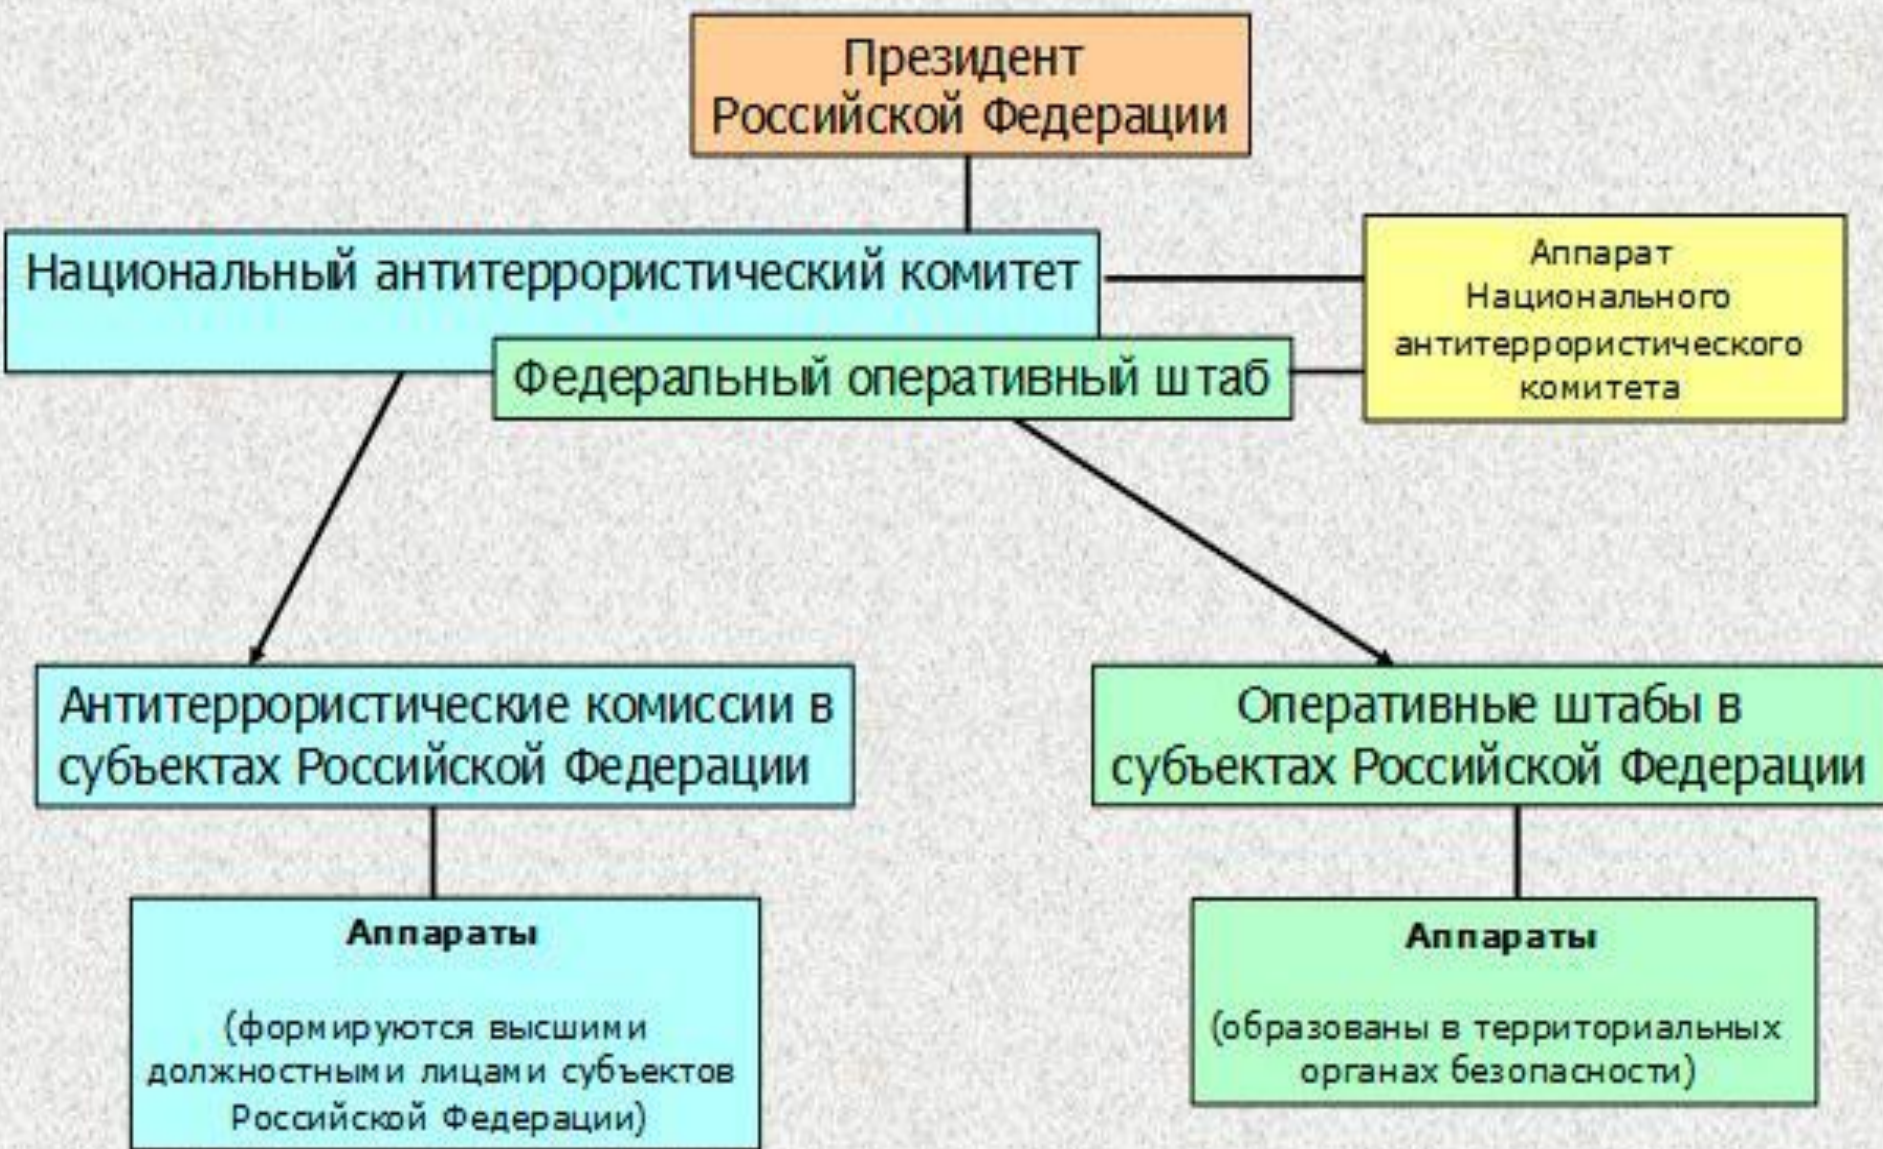 Президент
Российской Федерации
Национальный антитеррористический комитет
Аппарат
Национального
антитеррористического
комитета
Федеральный оперативный штаб
Антитеррористические комиссии в
субъектах Российской Федерации
Оперативные штабы в
субъектах Российской Федерации
Аппараты
(формируются высшими
должностными лицами субъектов
Российской Федерации)
Аппараты
(образованы в территориальных
органах безопасности)